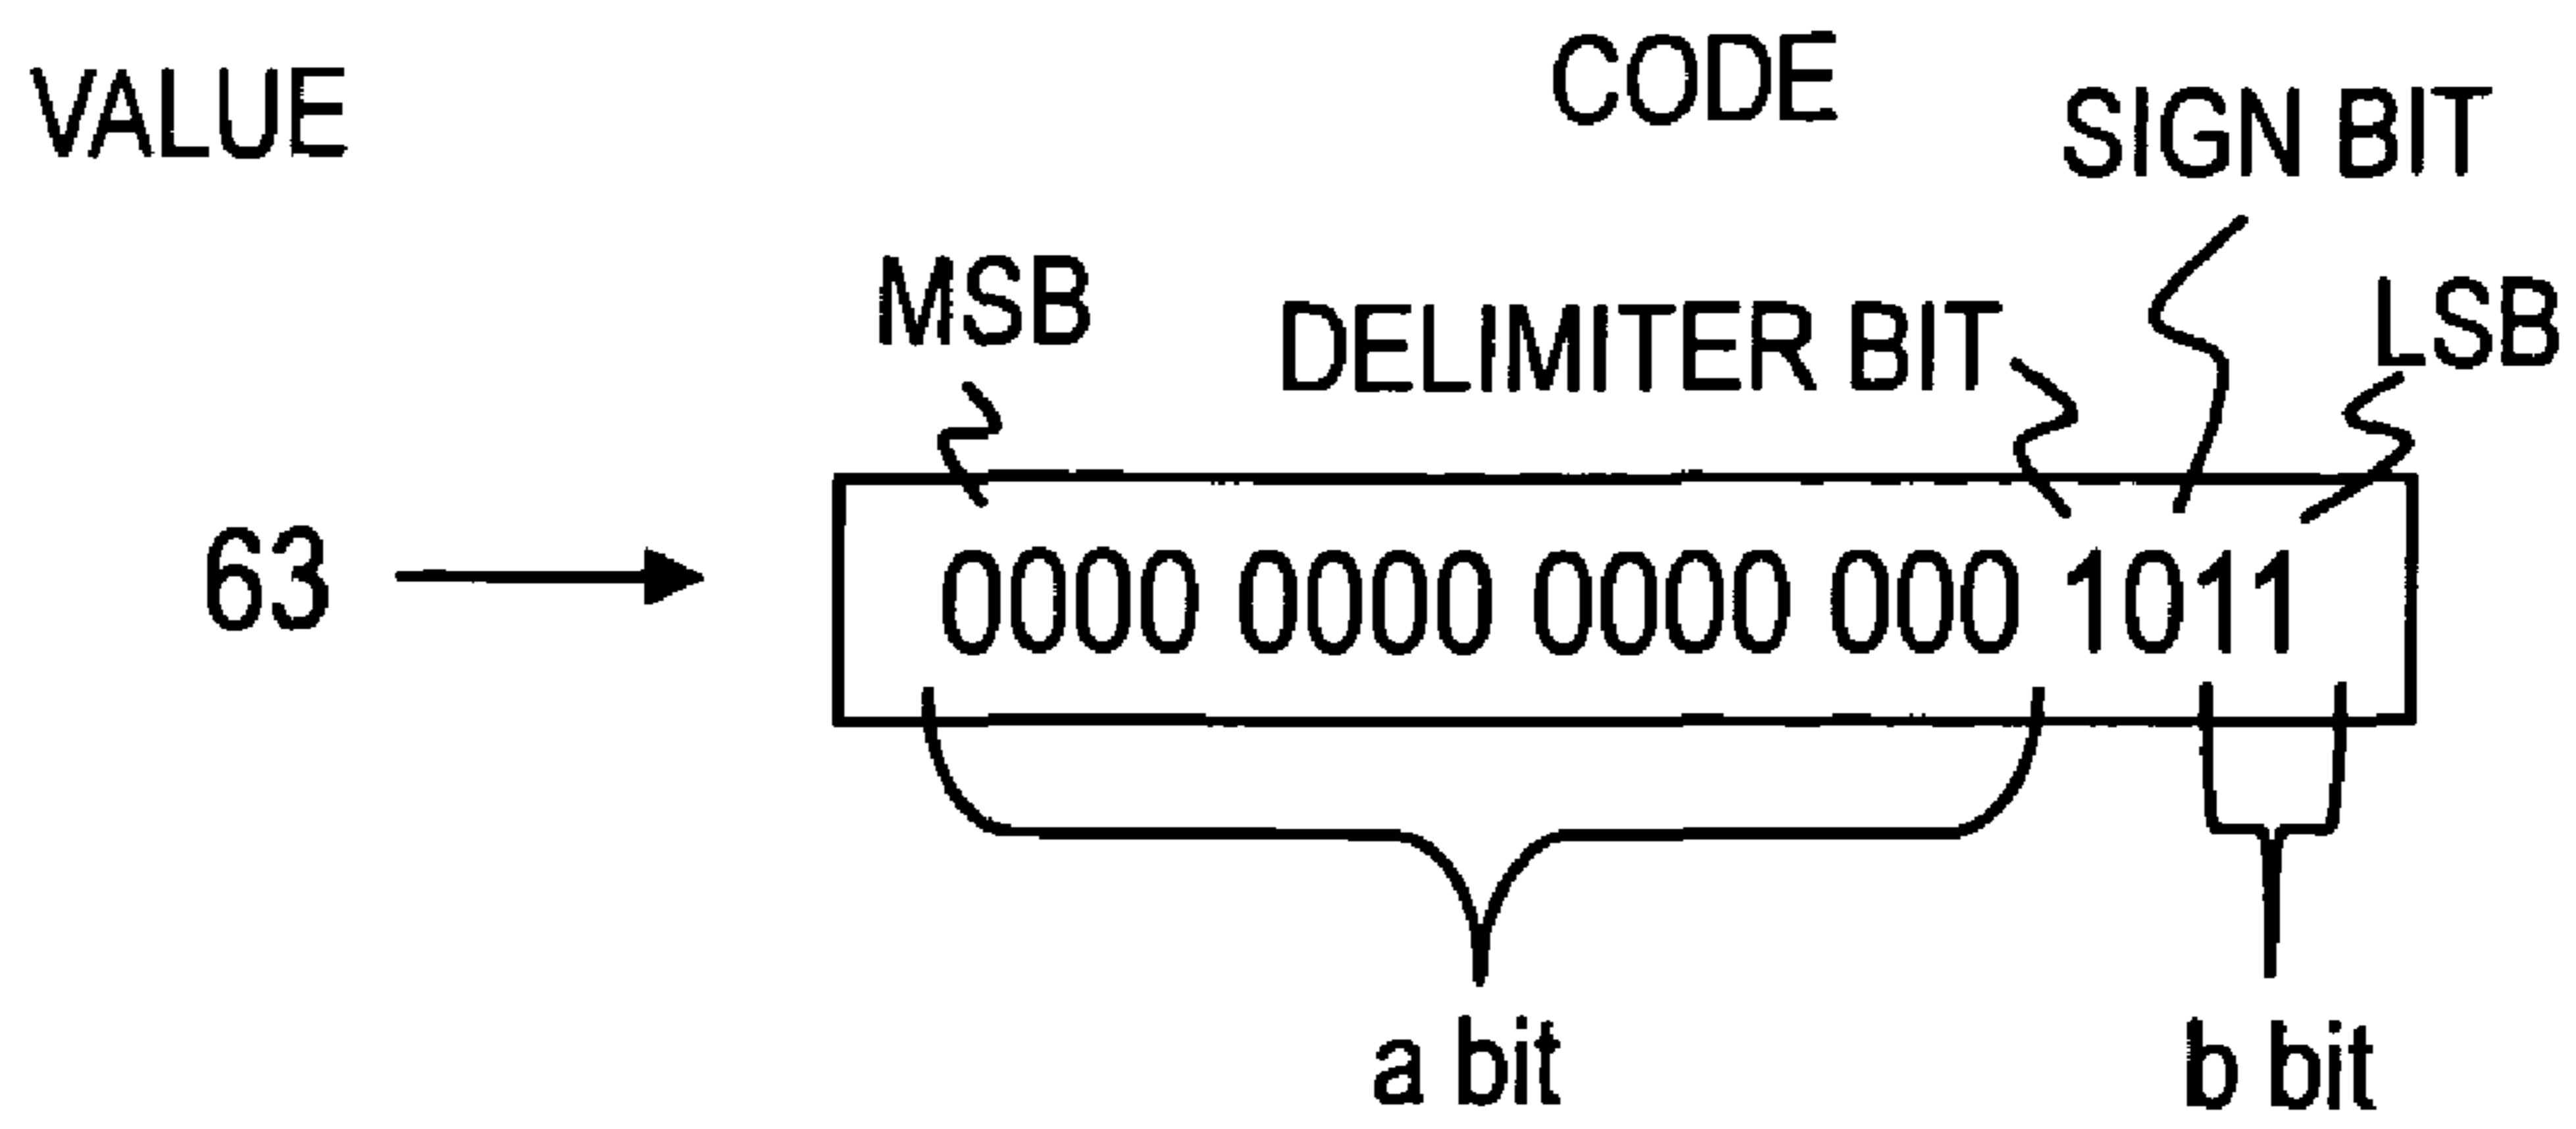 CODE
VALUE
SIGN BIT
MSB
DELIMITER BIT
LSB
63
0000 0000 0000 000 1011
a bit
b bit